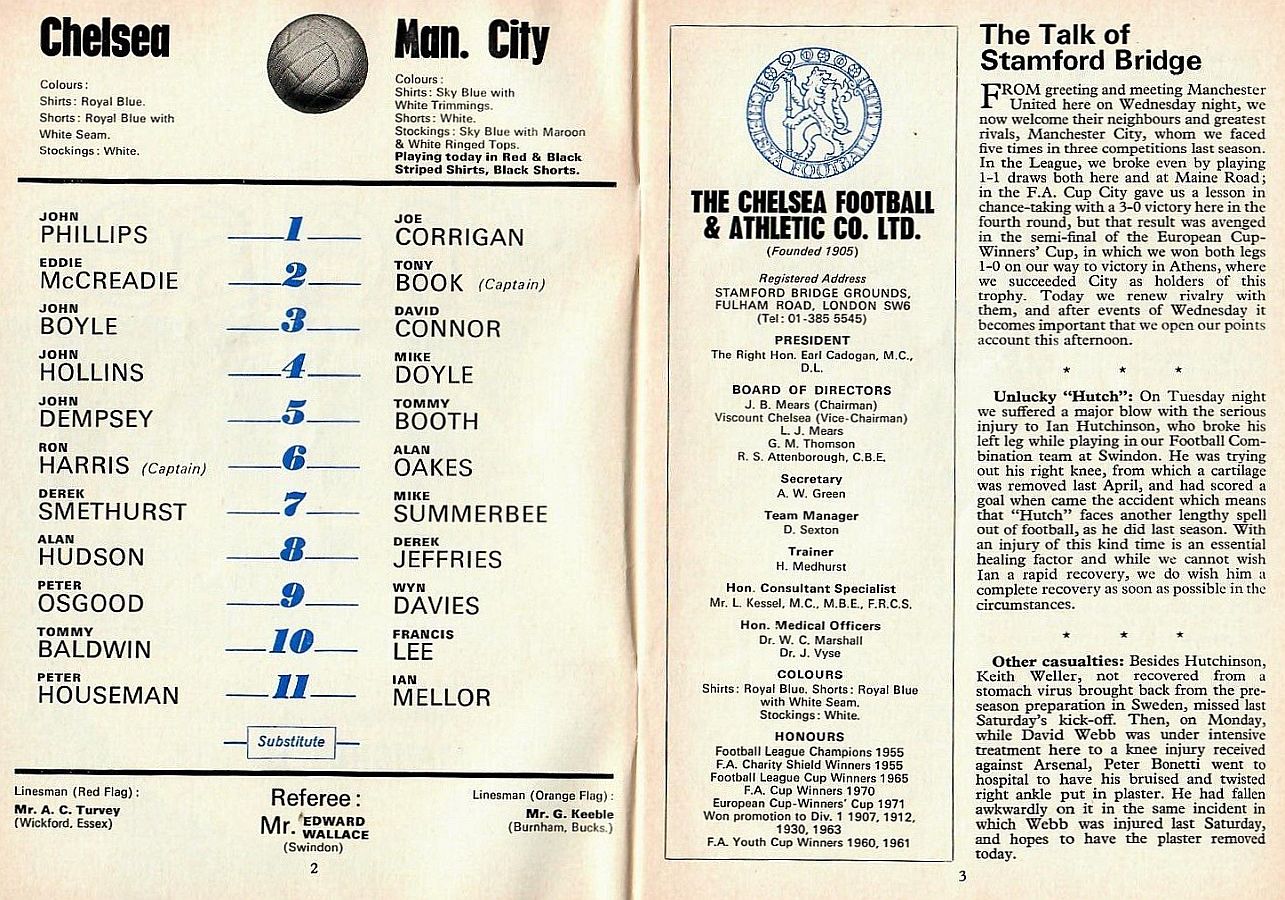 Chelsea
Colours:
Shirts: Royal Blue.
Shorts: Royal Blue with
White Seam.
Stockings: White.
Man. City
Colours:
Shirts: Sky Blue with
White Trimmings.
Shorts: White.
Stockings: Sky Blue with Maroon
& White Ringed Tops.
Playing today in Red & Black
Striped Shirts, Black Shorts.
JOHN
PHILLIPS
1
JOE
CORRIGAN
EDDIE
McCREADIE
2
TONY
BOOK (Captain)
JOHN
BOYLE
3
DAVID
CONNOR
JOHN
HOLLINS
4
MIKE
DOYLE
JOHN
DEMPSEY
5
TOMMY
BOOTH
RON
HARRIS (Captain)
6
ALAN
OAKES
DEREK
SMETHURST
7
MIKE
SUMMERBEE
ALAN
HUDSON
8
DEREK
JEFFRIES
PETER
OSGOOD
9
WYN
DAVIES
TOMMY
BALDWIN
10
FRANCIS
LEE
PETER
HOUSEMAN
11
IAN
MELLOR
Substitute
Linesman (Red Flag):
Mr. A. C. Turvey
(Wickford, Essex)
Referee:
Mr. EDWARD
WALLACE
(Swindon)
Linesman (Orange Flag):
Mr. G. Keeble
(Burnham, Bucks.)
2
CHELSEA FOOTBALL CLUB
THE CHELSEA FOOTBALL
& ATHLETIC CO. LTD.
(Founded 1905)
Registered Address
STAMFORD BRIDGE GROUNDS,
FULHAM ROAD, LONDON SW6
(Tel: 01-385 5545)
PRESIDENT
The Right Hon. Earl Cadogan, M.C.,
D.L.
BOARD OF DIRECTORS
J. B. Mears (Chairman)
Viscount Chelsea (Vice-Chairman)
L. J. Mears
G. M. Thomson
R. S. Attenborough, C.B.E.
Secretary
A. W. Green
Team Manager
D. Sexton
Trainer
H. Medhurst
Hon. Consultant Specialist
Mr. L. Kessel, M.C., M.B.E., F.R.C.S.
Hon. Medical Officers
Dr. W. C. Marshall
Dr. J. Vyse
COLOURS
Shirts: Royal Blue. Shorts: Royal Blue
with White Seam.
Stockings: White.
HONOURS
Football League Champions 1955
F.A. Charity Shield Winners 1955
Football League Cup Winners 1965
F.A. Cup Winners 1970
European Cup-Winners' Cup 1971
Won promotion to Div. 1 1907, 1912,
1930, 1963
F.A. Youth Cup Winners 1960, 1961
The Talk of
Stamford Bridge
FROM greeting and meeting Manchester
United here on Wednesday night, we
now welcome their neighbours and greatest
rivals, Manchester City, whom we faced
five times in three competitions last season.
In the League, we broke even by playing
1-1 draws both here and at Maine Road;
in the F.A. Cup City gave us a lesson in
chance-taking with a 3-0 victory here in the
fourth round, but that result was avenged
in the semi-final of the European Cup-
Winners' Cup, in which we won both legs
1-0 on our way to victory in Athens, where
we succeeded City as holders of this
trophy. Today we renew rivalry with
them, and after events of Wednesday it
becomes important that we open our points
account this afternoon.
* * *
Unlucky "Hutch": On Tuesday night
we suffered a major blow with the serious
injury to Ian Hutchinson, who broke his
left leg while playing in our Football Com-
bination team at Swindon. He was trying
out his right knee, from which a cartilage
was removed last April, and had scored a
goal when came the accident which means
that "Hutch" faces another lengthy spell
out of football, as he did last season. With
an injury of this kind time is an essential
healing factor and while we cannot wish
Ian a rapid recovery, we do wish him a
complete recovery as soon as possible in the
circumstances.
* * *
Other casualties: Besides Hutchinson,
Keith Weller, not recovered from a
stomach virus brought back from the pre-
season preparation in Sweden, missed last
Saturday's kick-off. Then, on Monday,
while David Webb was under intensive
treatment here to a knee injury received
against Arsenal, Peter Bonetti went to
hospital to have his bruised and twisted
right ankle put in plaster. He had fallen
awkwardly on it in the same incident in
which Webb was injured last Saturday,
and hopes to have the plaster removed
today.
3